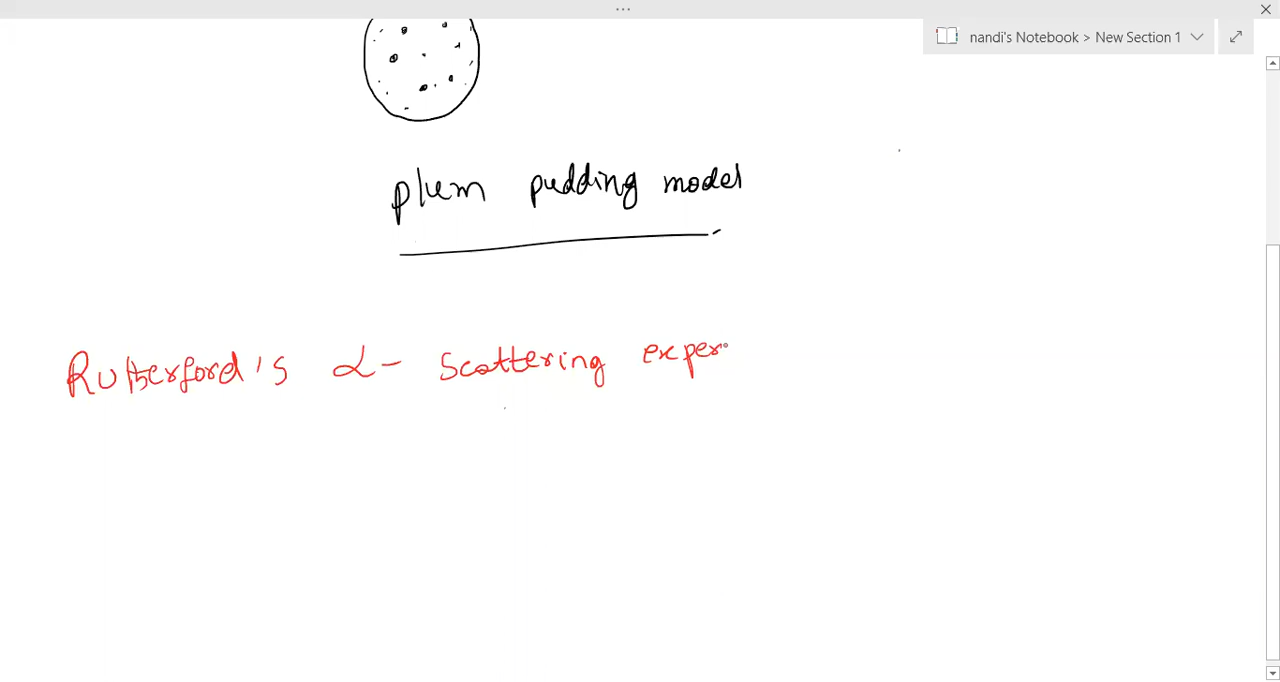 nandi's Notebook > New Section 1
plum pudding model
Rutherford's α- Scattering exper